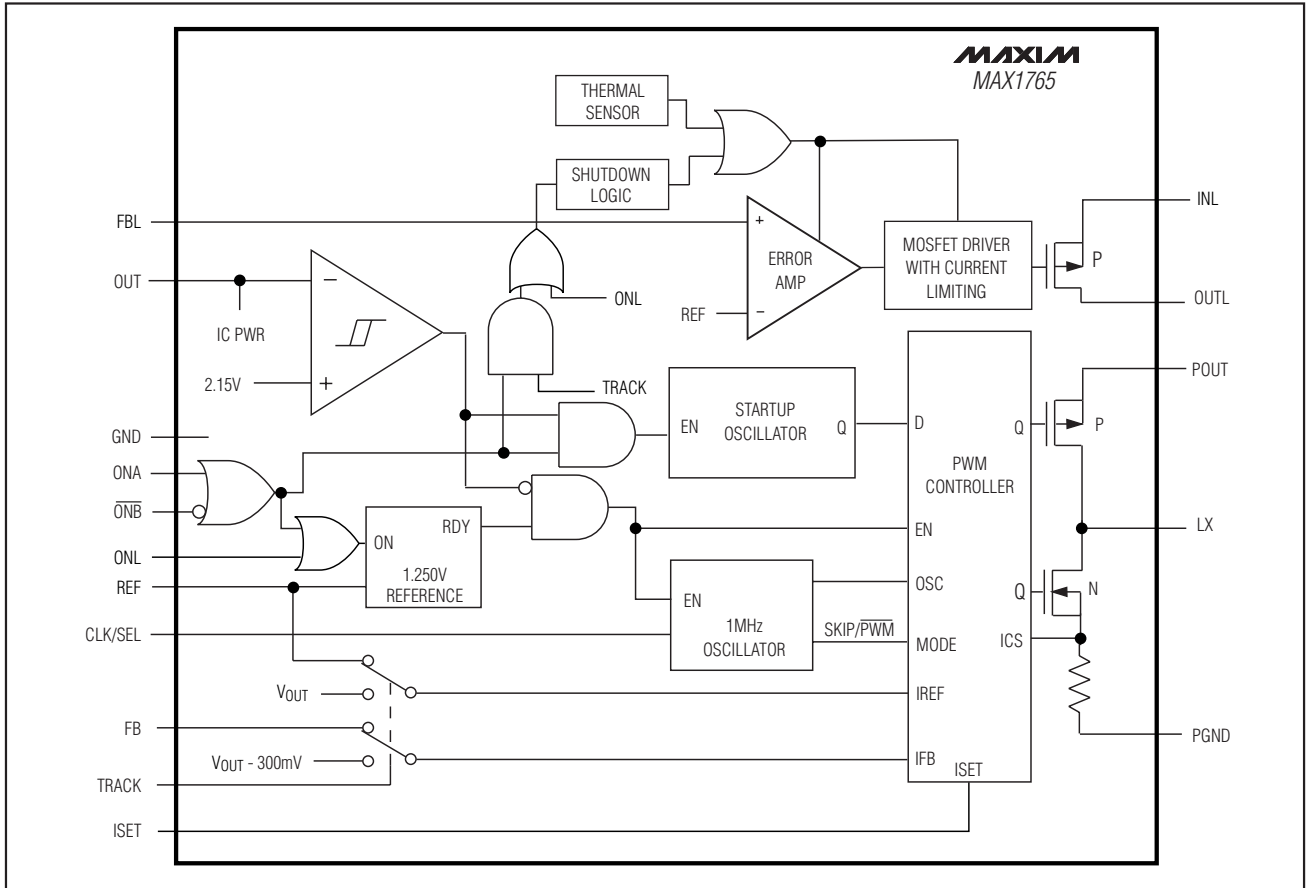 MAXIM
MAX1765
THERMAL
SENSOR
SHUTDOWN
LOGIC
FBL
+
ERROR
AMP
−
REF
MOSFET DRIVER
WITH CURRENT
LIMITING
P
INL
OUTL
OUT
IC PWR
−
2.15V
+
ONL
TRACK
GND
ONA
O̅N̅B̅
ONL
REF
CLK/SEL
ON
RDY
1.250V
REFERENCE
EN
STARTUP
OSCILLATOR
Q
EN
1MHz
OSCILLATOR
SKIP/P̅W̅M̅
D
Q
PWM
CONTROLLER
EN
OSC
Q
MODE
ICS
IREF
IFB
ISET
P
N
POUT
LX
PGND
VOUT
FB
VOUT - 300mV
TRACK
ISET